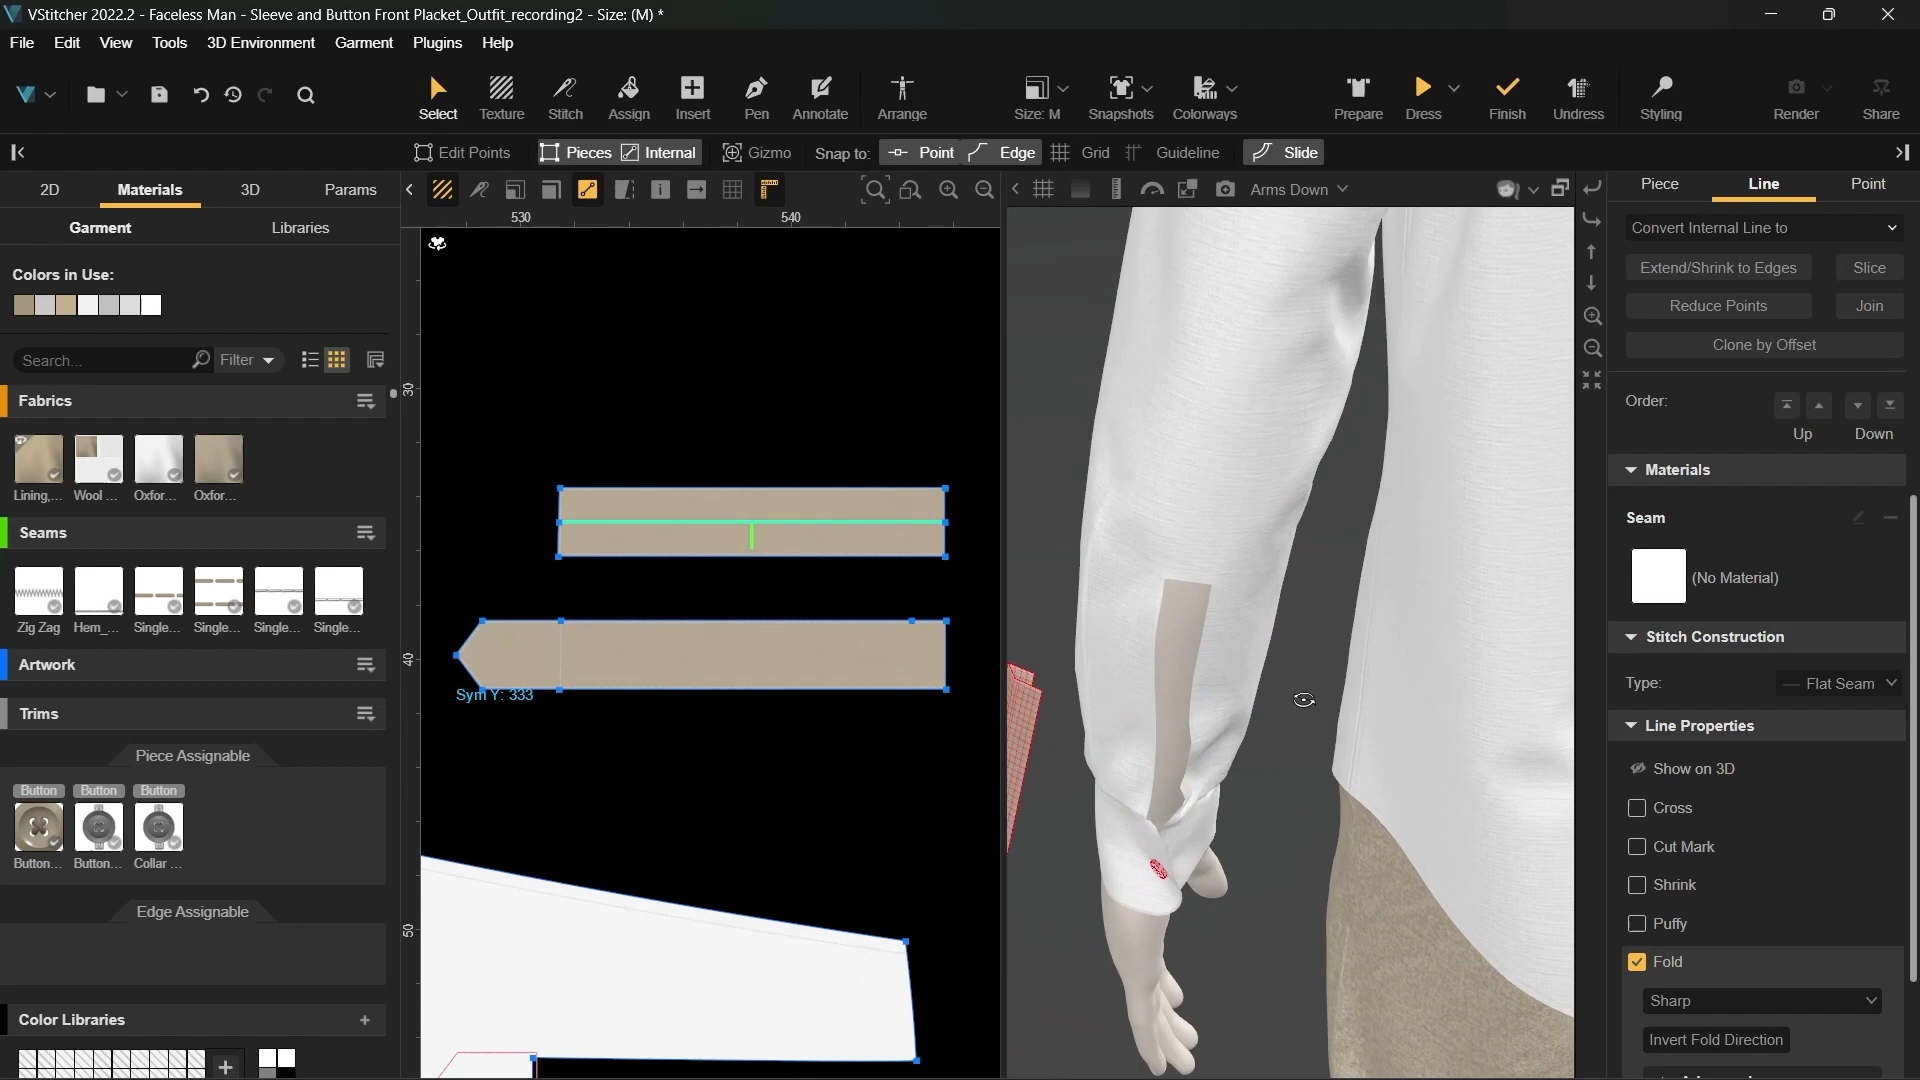 VStitcher 2022.2 - Faceless Man - Sleeve and Button Front Placket_Outfit_recording2 - Size: (M) *
File Edit View Tools 3D Environment Garment Plugins Help
Select Texture Stitch Assign Insert Pen Annotate Arrange Size: M Snapshots Colorways Prepare Dress Finish Undress Styling Render Share
Edit Points Pieces Internal Gizmo Snap to: Point Edge Grid Guideline Slide
2D Materials 3D Params
Arms Down
Piece Line Point
530 540
Garment Libraries
Convert Internal Line to
Colors in Use:
Extend/Shrink to Edges Slice
Reduce Points Join
Clone by Offset
Search... Filter
30
Fabrics
Order:
Up Down
Materials
Lining,... Wool ... Oxfor... Oxfor...
Seam
Seams
(No Material)
Zig Zag Hem_... Single... Single... Single... Single...
Stitch Construction
40
Artwork
Type: Flat Seam
Sym Y: 333
Trims
Line Properties
Piece Assignable
Show on 3D
Button Button Button
Cross
Cut Mark
Button... Button... Collar ...
Shrink
Edge Assignable
Puffy
50
Fold
Sharp
Color Libraries
Invert Fold Direction